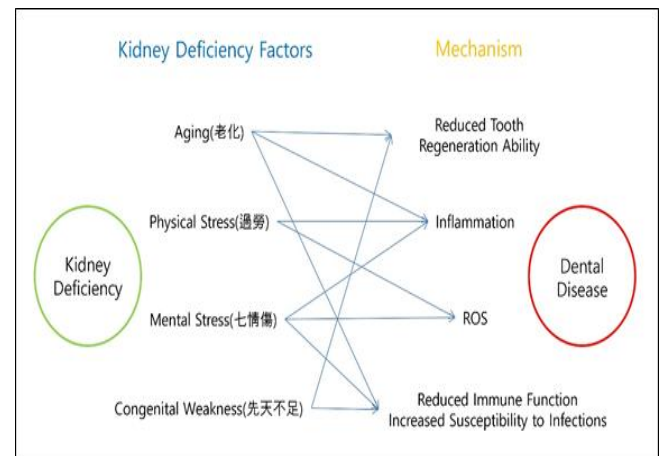 Kidney Deficiency Factors
Mechanism
Aging(老化)
Reduced Tooth
Regeneration Ability
Physical Stress(過勞)
Inflammation
Kidney
Deficiency
Dental
Disease
Mental Stress(七情傷)
ROS
Congenital Weakness(先天不足)
Reduced Immune Function
Increased Susceptibility to Infections